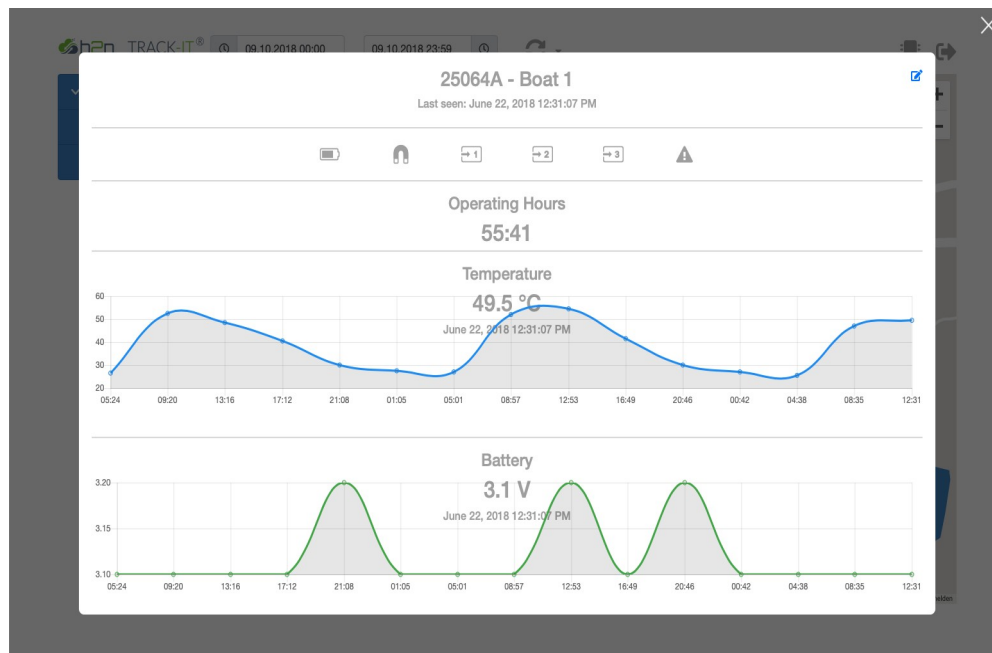 h2n TRACK-IT® 09.10.2018 00:00 09.10.2018 23:59
25064A - Boat 1
Last seen: June 22, 2018 12:31:07 PM
1 2 3
Operating Hours
55:41
Temperature
49.5 °C
June 22, 2018 12:31:07 PM
60
50
40
30
20
05:24 09:20 13:16 17:12 21:08 01:05 05:01 08:57 12:53 16:49 20:46 00:42 04:38 08:35 12:31
Battery
3.1 V
June 22, 2018 12:31:07 PM
3.20
3.15
3.10
05:24 09:20 13:16 17:12 21:08 01:05 05:01 08:57 12:53 16:49 20:46 00:42 04:38 08:35 12:31